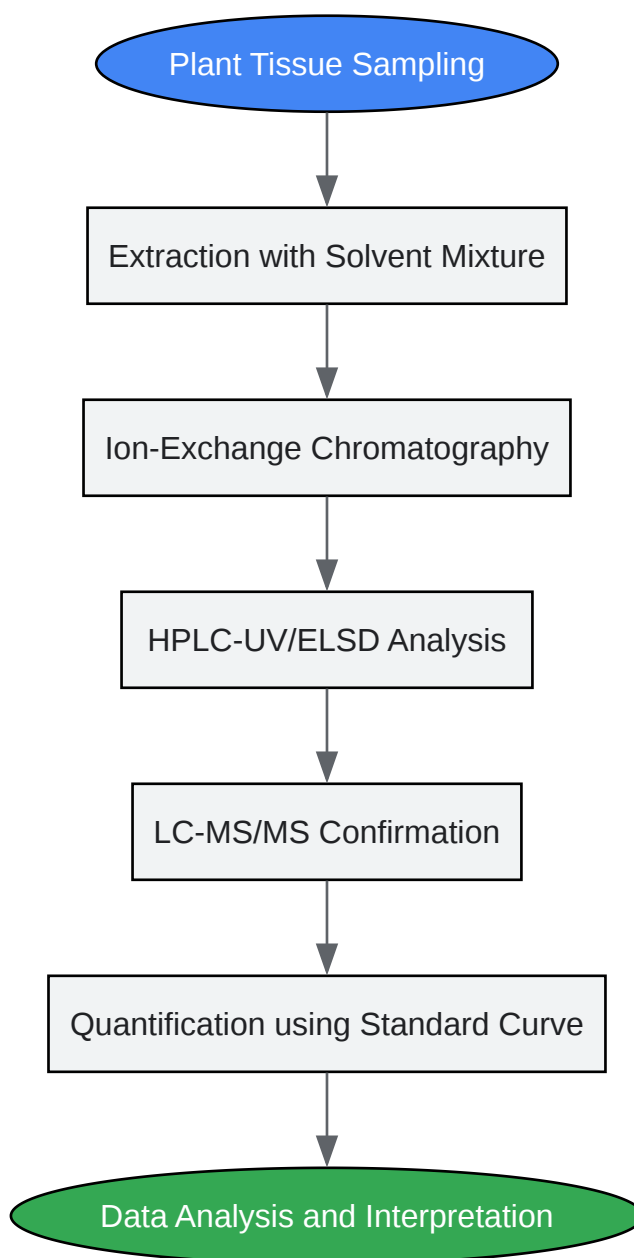 Plant Tissue Sampling
Extraction with Solvent Mixture
Ion-Exchange Chromatography
HPLC-UV/ELSD Analysis
LC-MS/MS Confirmation
Quantification using Standard Curve
Data Analysis and Interpretation